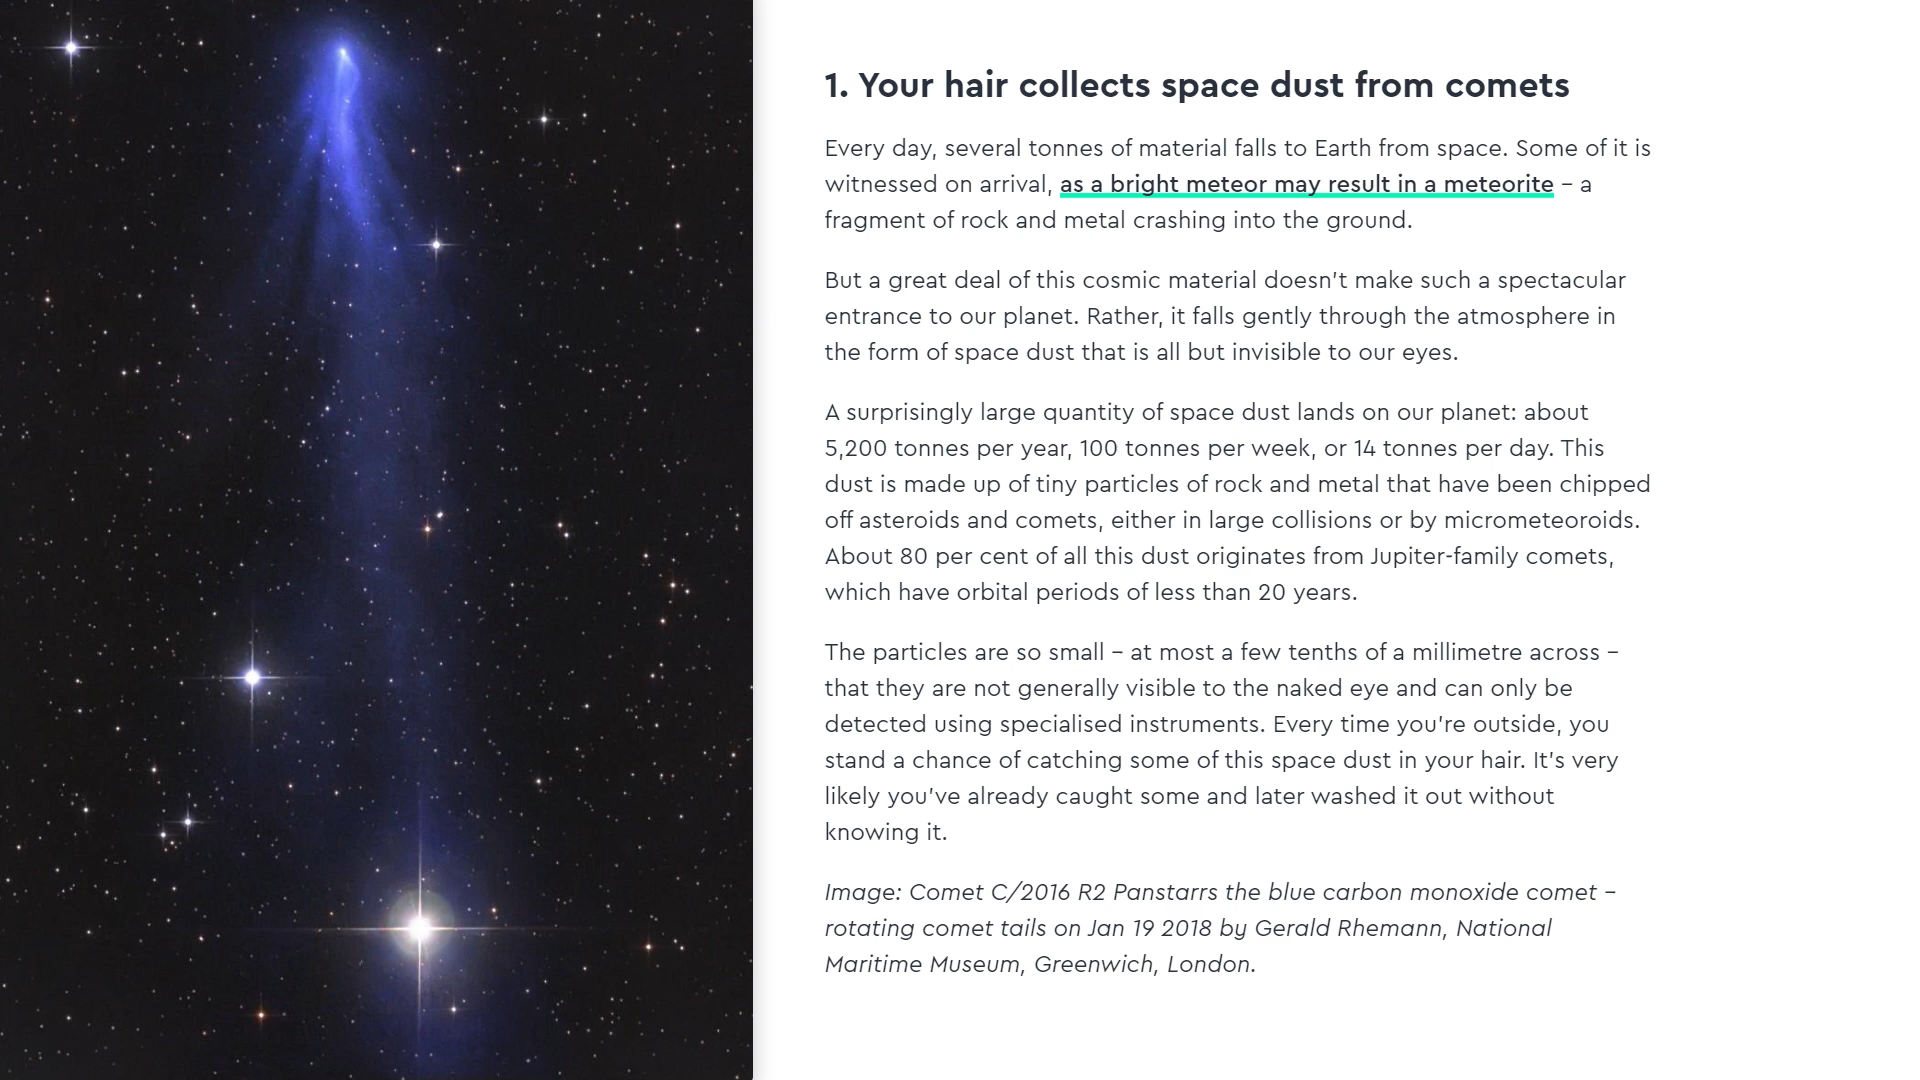 1. Your hair collects space dust from comets
Every day, several tonnes of material falls to Earth from space. Some of it is
witnessed on arrival, as a bright meteor may result in a meteorite – a
fragment of rock and metal crashing into the ground.
But a great deal of this cosmic material doesn't make such a spectacular
entrance to our planet. Rather, it falls gently through the atmosphere in
the form of space dust that is all but invisible to our eyes.
A surprisingly large quantity of space dust lands on our planet: about
5,200 tonnes per year, 100 tonnes per week, or 14 tonnes per day. This
dust is made up of tiny particles of rock and metal that have been chipped
off asteroids and comets, either in large collisions or by micrometeoroids.
About 80 per cent of all this dust originates from Jupiter-family comets,
which have orbital periods of less than 20 years.
The particles are so small – at most a few tenths of a millimetre across –
that they are not generally visible to the naked eye and can only be
detected using specialised instruments. Every time you're outside, you
stand a chance of catching some of this space dust in your hair. It's very
likely you've already caught some and later washed it out without
knowing it.
Image: Comet C/2016 R2 Panstarrs the blue carbon monoxide comet –
rotating comet tails on Jan 19 2018 by Gerald Rhemann, National
Maritime Museum, Greenwich, London.